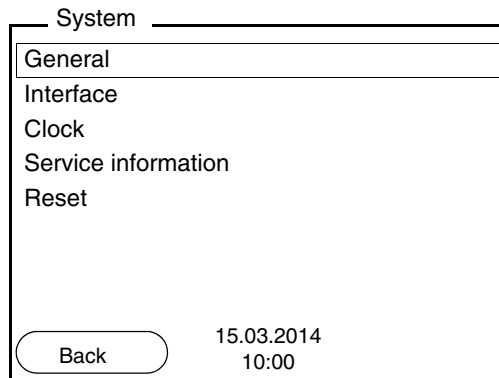 System
General
Interface
Clock
Service information
Reset
15.03.2014
Back
10:00